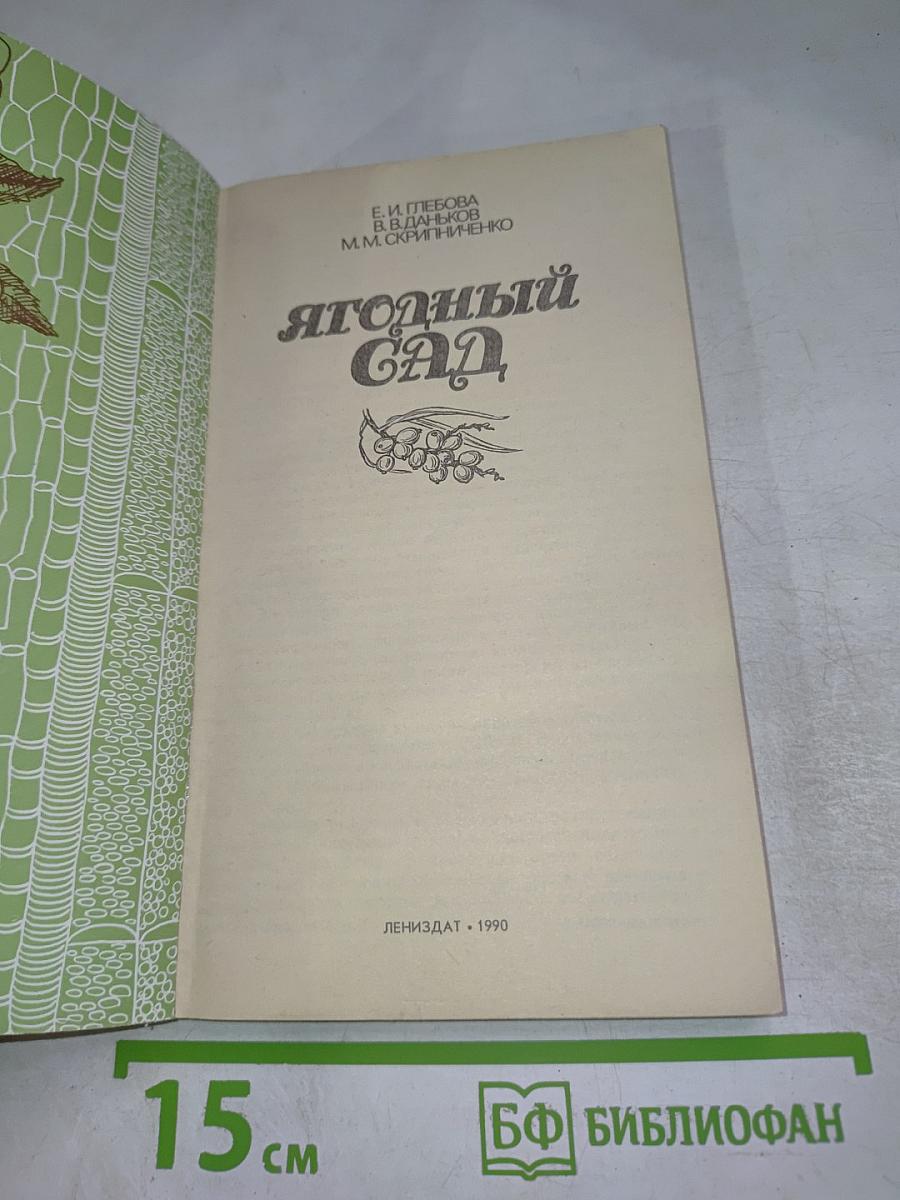 Е. И. ГЛЕБОВА
В. В. ДАНЬКОВ
М. М. СКРИПНИЧЕНКО
ЯГОДНЫЙ
САД
ЛЕНИЗДАТ • 1990
15 см
БФ БИБЛИОФАН